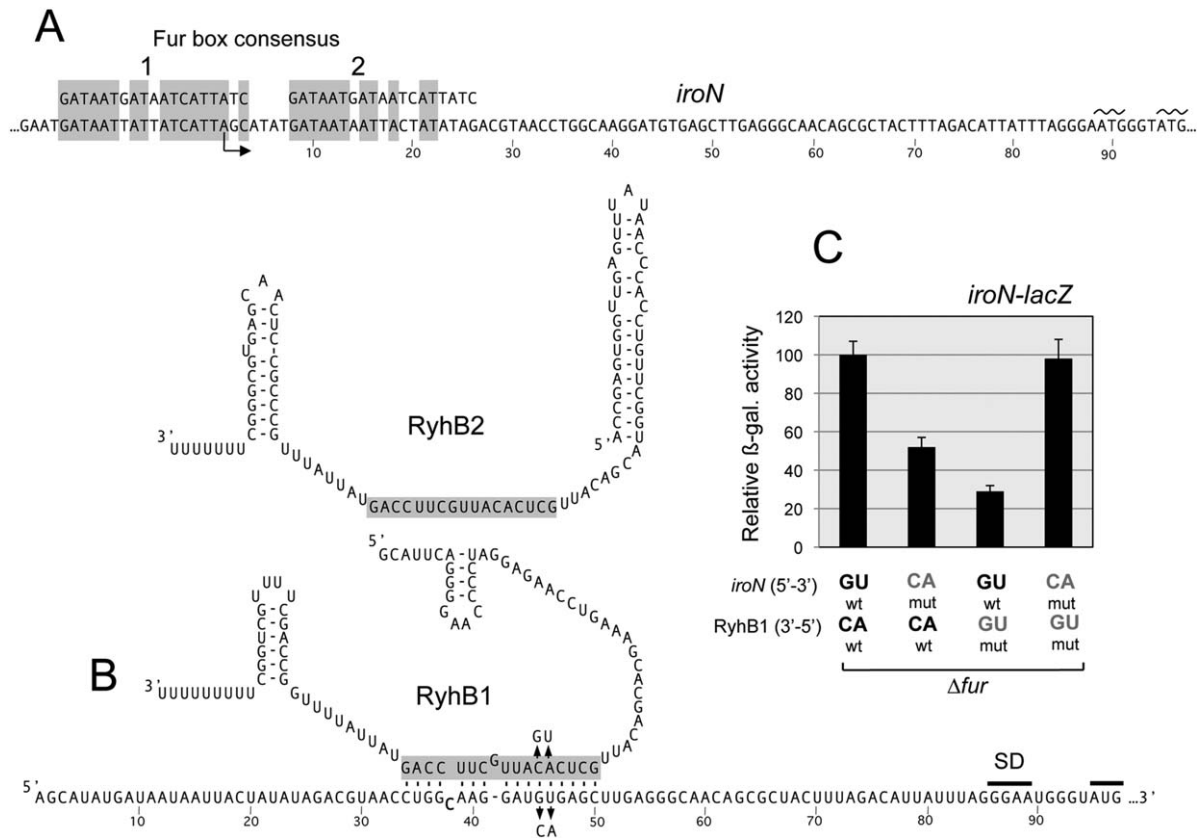 A
Fur box consensus
1 2
iroN
GATAATGATAATCATTATC GATAATGATAATCATTATC
…GAATGATAATTATTATCATTAGCATATGATAATAATTACTATATAGACGTAACCTGGCAAGGATGTGAGCTTGAGGGCAACAGCGCTACTTTAGACATTATTTAGGGAATGGGTATG…
10 20 30 40 50 60 70 80 90
RyhB2
5'
3'
UUUUUUU
GUUUAUUAU
GACCUUCGUUACACUCG
UUACAGC
C
iroN-lacZ
Relative ß-gal. activity
120
100
80
60
40
20
0
iroN (5'-3') GU CA GU CA
wt mut wt mut
RyhB1 (3'-5') CA CA GU GU
wt wt mut mut
Δfur
B
RyhB1
5'
GCAUUCA-UAGGAGAACCUGAAAGCACGACAUU
3'
UUUUUUUUU
GUUUUAUUAU
GU
GACC UUCGUUACACUCG
SD
5' AGCAUAUGAUAAUAAUUACUAUAUAGACGUAACCUGGCAAG-GAUGUGAGCUUGAGGGCAACAGCGCUACUUUAGACAUUAUUUAGGGAAUGGGUAUG …3'
CA
10 20 30 40 50 60 70 80 90